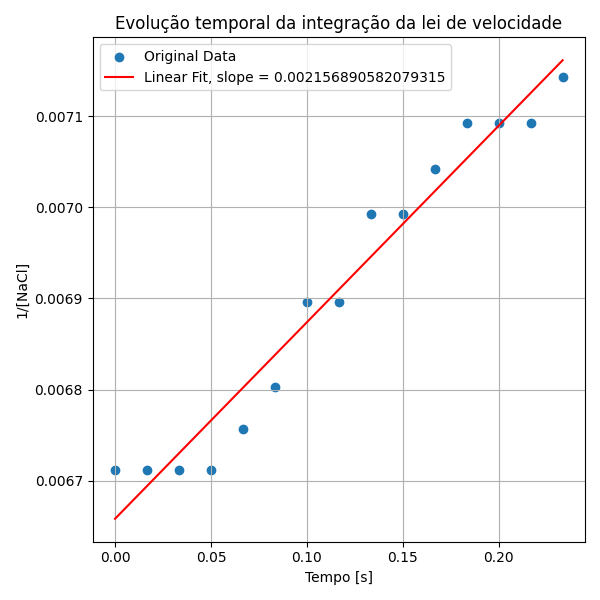 Evolução temporal da integração da lei de velocidade
Original Data
Linear Fit, slope = 0.002156890582079315
0.0071
0.0070
0.0069
0.0068
0.0067
1/[NaCl]
0.00
0.05
0.10
0.15
0.20
Tempo [s]